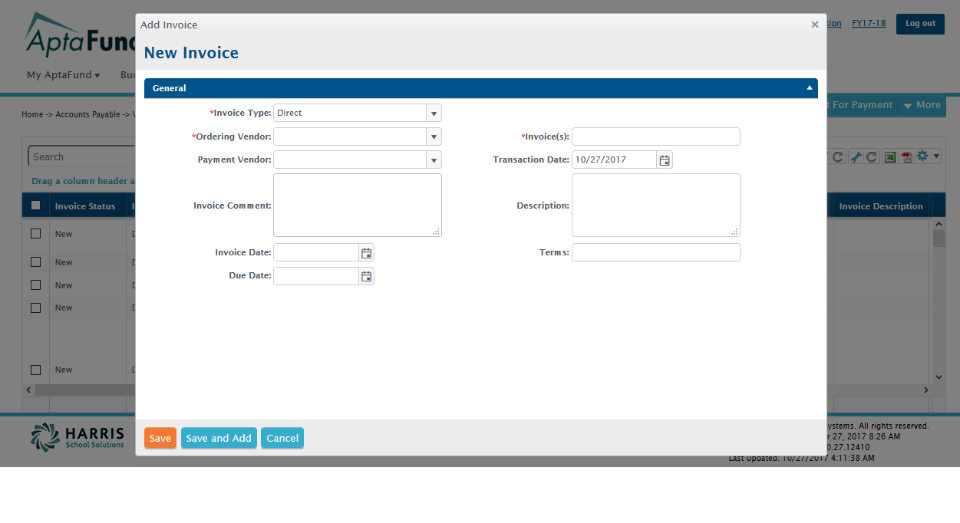 Add Invoice
×
New Invoice
General
*Invoice Type: Direct
*Ordering Vendor:
*Invoice(s):
Payment Vendor:
Transaction Date: 10/27/2017
Invoice Comment:
Description:
Invoice Date:
Terms:
Due Date:
Save
Save and Add
Cancel
AptaFund
FY17-18
Log out
My AptaFund
Home -> Accounts Payable ->
For Payment
More
Search
Drag a column header
Invoice Status
Invoice Description
New
New
New
New
New
HARRIS
School Solutions
All rights reserved.
27, 2017 8:26 AM
27.12410
Last Updated: 10/27/2017 4:11:38 AM